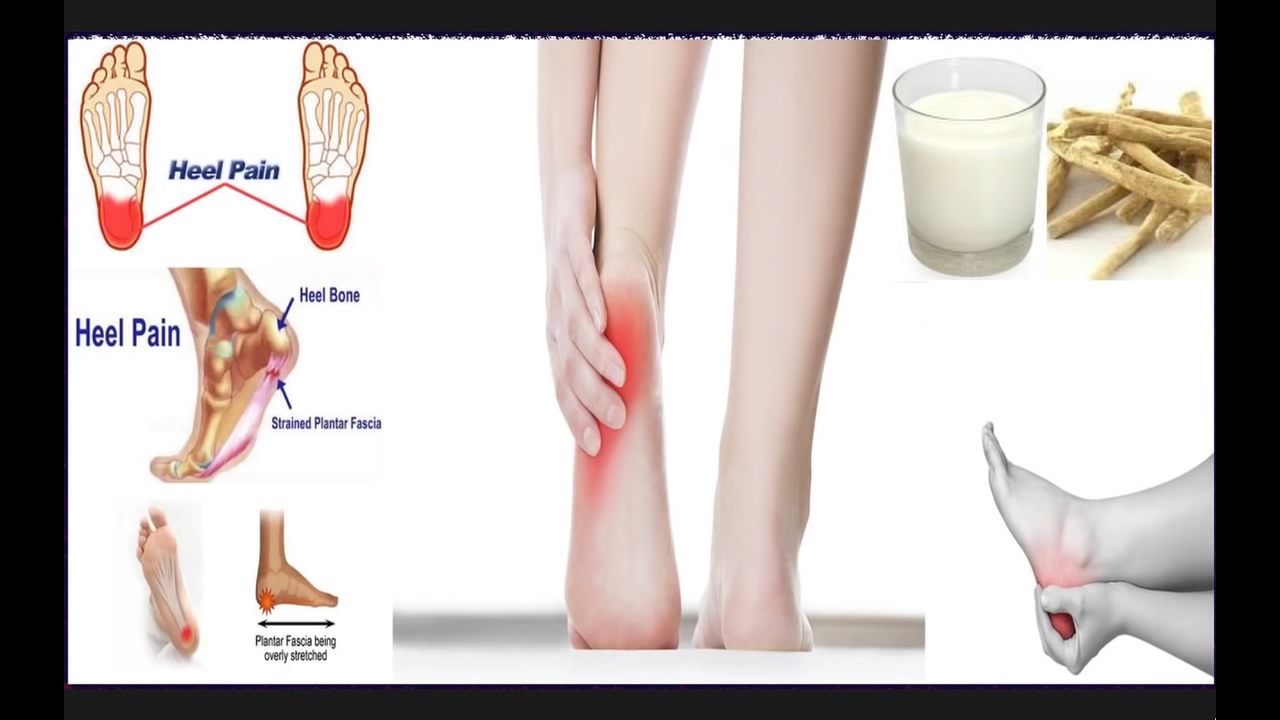 Heel Pain
Heel Pain
Heel Bone
Strained Plantar Fascia
Plantar Fascia being
overly stretched